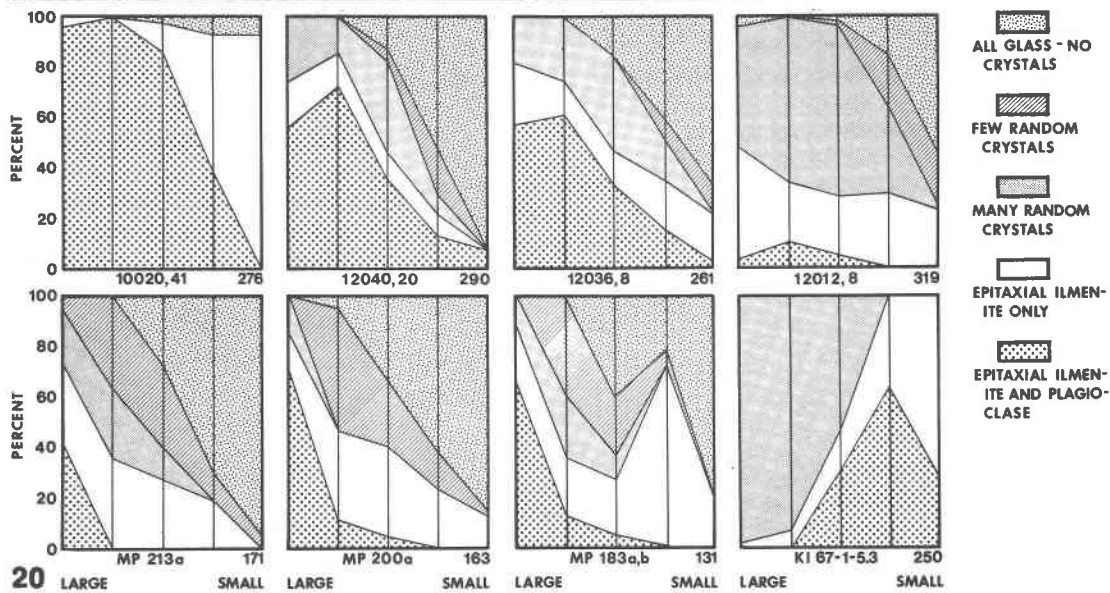 100
80
60
40
20
0
PERCENT
10020,41 276
12040,20 290
12036,8 261
12012,8 319
100
80
60
40
20
0
PERCENT
MP 213a 171
MP 200a 163
MP 183a,b 131
KI 67-1-5.3 250
20 LARGE SMALL LARGE SMALL LARGE SMALL LARGE SMALL
ALL GLASS - NO
CRYSTALS
FEW RANDOM
CRYSTALS
MANY RANDOM
CRYSTALS
EPITAXIAL ILMEN-
ITE ONLY
EPITAXIAL ILMEN-
ITE AND PLAGIO-
CLASE